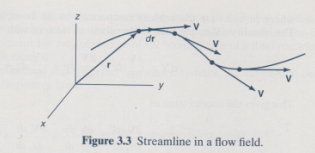 z
V
dr
V
r
y
V
V
x
Figure 3.3 Streamline in a flow field.